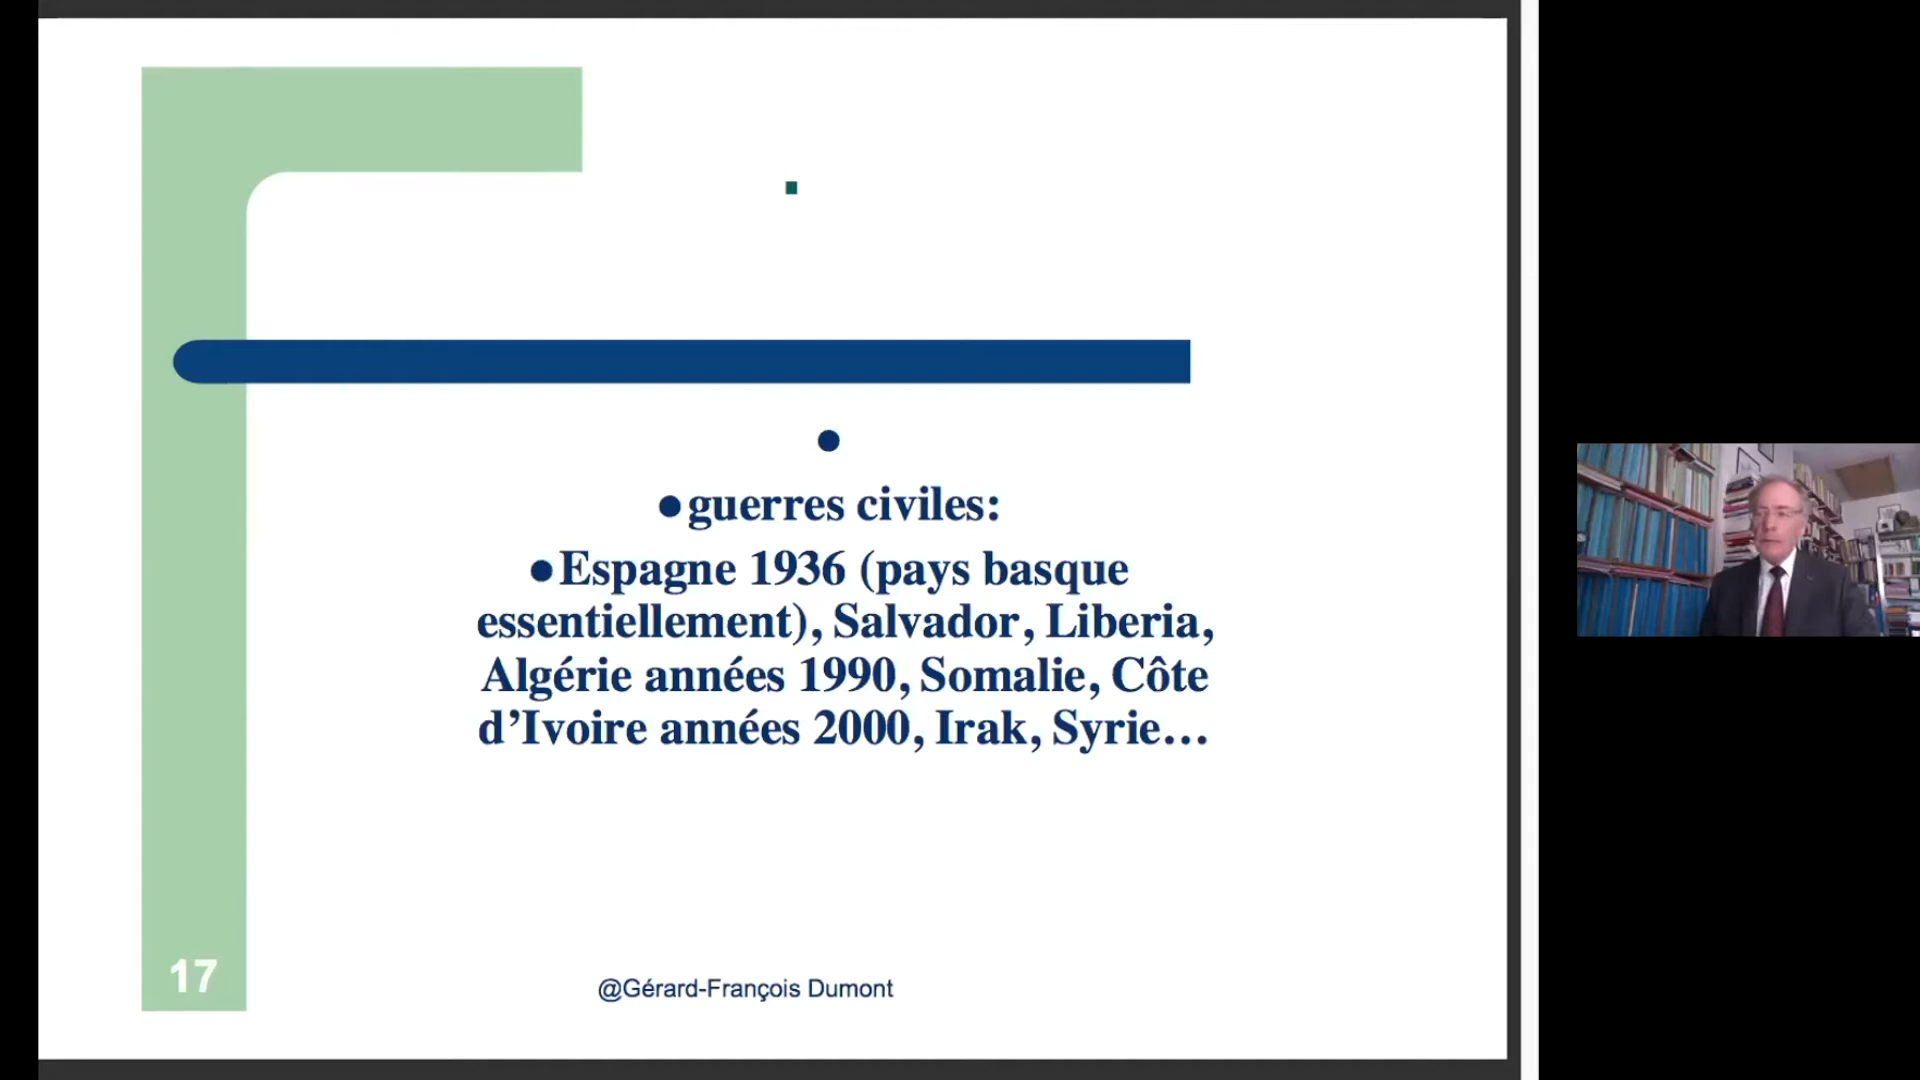 ●guerres civiles:
●Espagne 1936 (pays basque
essentiellement), Salvador, Liberia,
Algérie années 1990, Somalie, Côte
d’Ivoire années 2000, Irak, Syrie…
17
@Gérard-François Dumont